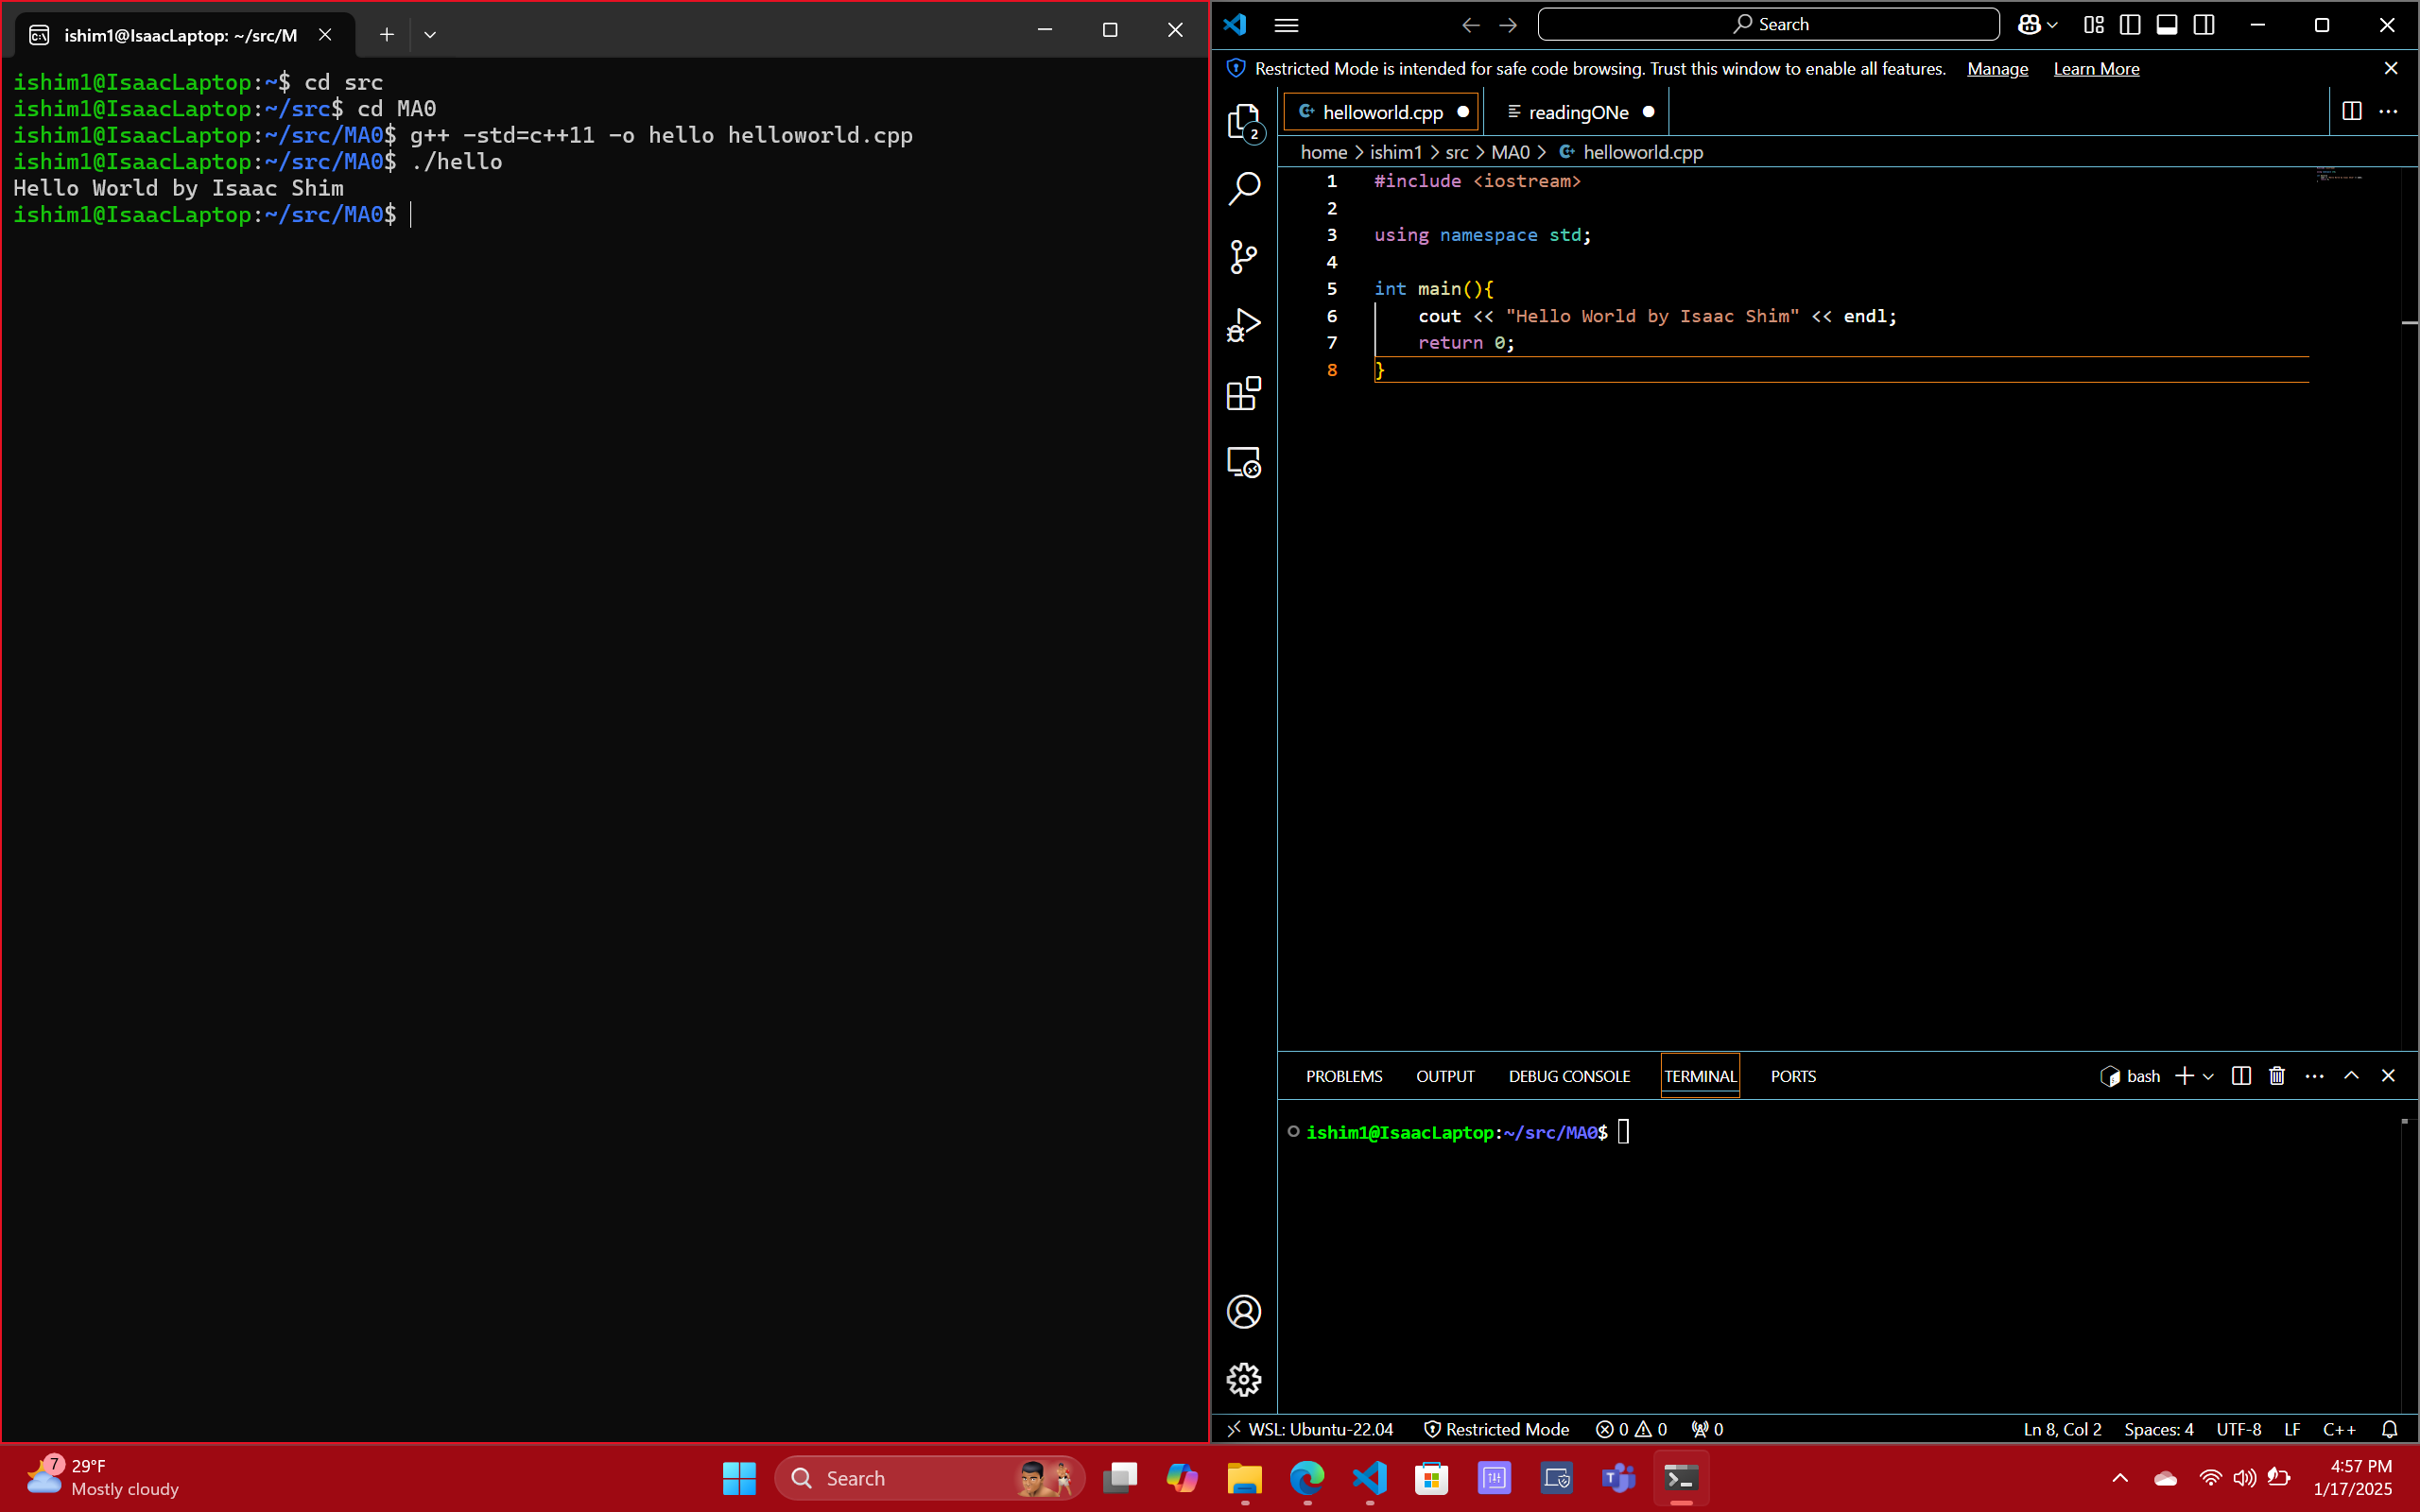 ishim1@IsaacLaptop: ~/src/M
ishim1@IsaacLaptop:~$ cd src
ishim1@IsaacLaptop:~/src$ cd MA0
ishim1@IsaacLaptop:~/src/MA0$ g++ -std=c++11 -o hello helloworld.cpp
ishim1@IsaacLaptop:~/src/MA0$ ./hello
Hello World by Isaac Shim
ishim1@IsaacLaptop:~/src/MA0$
Search
Restricted Mode is intended for safe code browsing. Trust this window to enable all features. Manage Learn More
2
helloworld.cpp readingONe
home > ishim1 > src > MA0 > helloworld.cpp
1 #include <iostream>
2
3 using namespace std;
4
5 int main(){
6 cout << "Hello World by Isaac Shim" << endl;
7 return 0;
8 }
PROBLEMS OUTPUT DEBUG CONSOLE TERMINAL PORTS bash
ishim1@IsaacLaptop:~/src/MA0$
WSL: Ubuntu-22.04 Restricted Mode 0 0 0 Ln 8, Col 2 Spaces: 4 UTF-8 LF C++
7
29°F
Mostly cloudy
Search
4:57 PM
1/17/2025